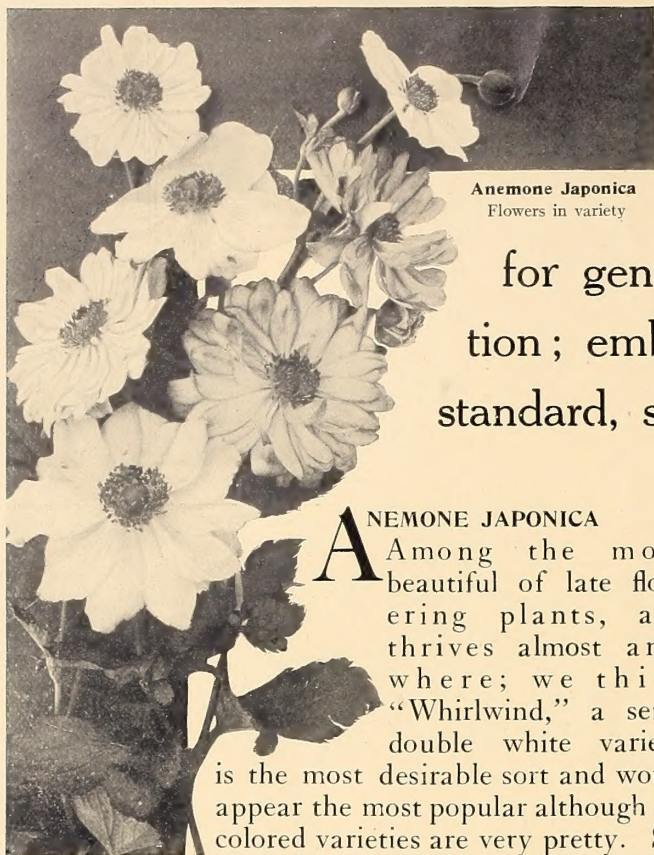 Anemone Japonica
Flowers in variety
for gen
tion; emb
standard, s
ANEMONE JAPONICA
Among the mo
beautiful of late flo
ering plants, a
thrives almost an
where; we thi
“Whirlwind,” a se
double white varie
is the most desirable sort and wo
appear the most popular although
colored varieties are very pretty. S